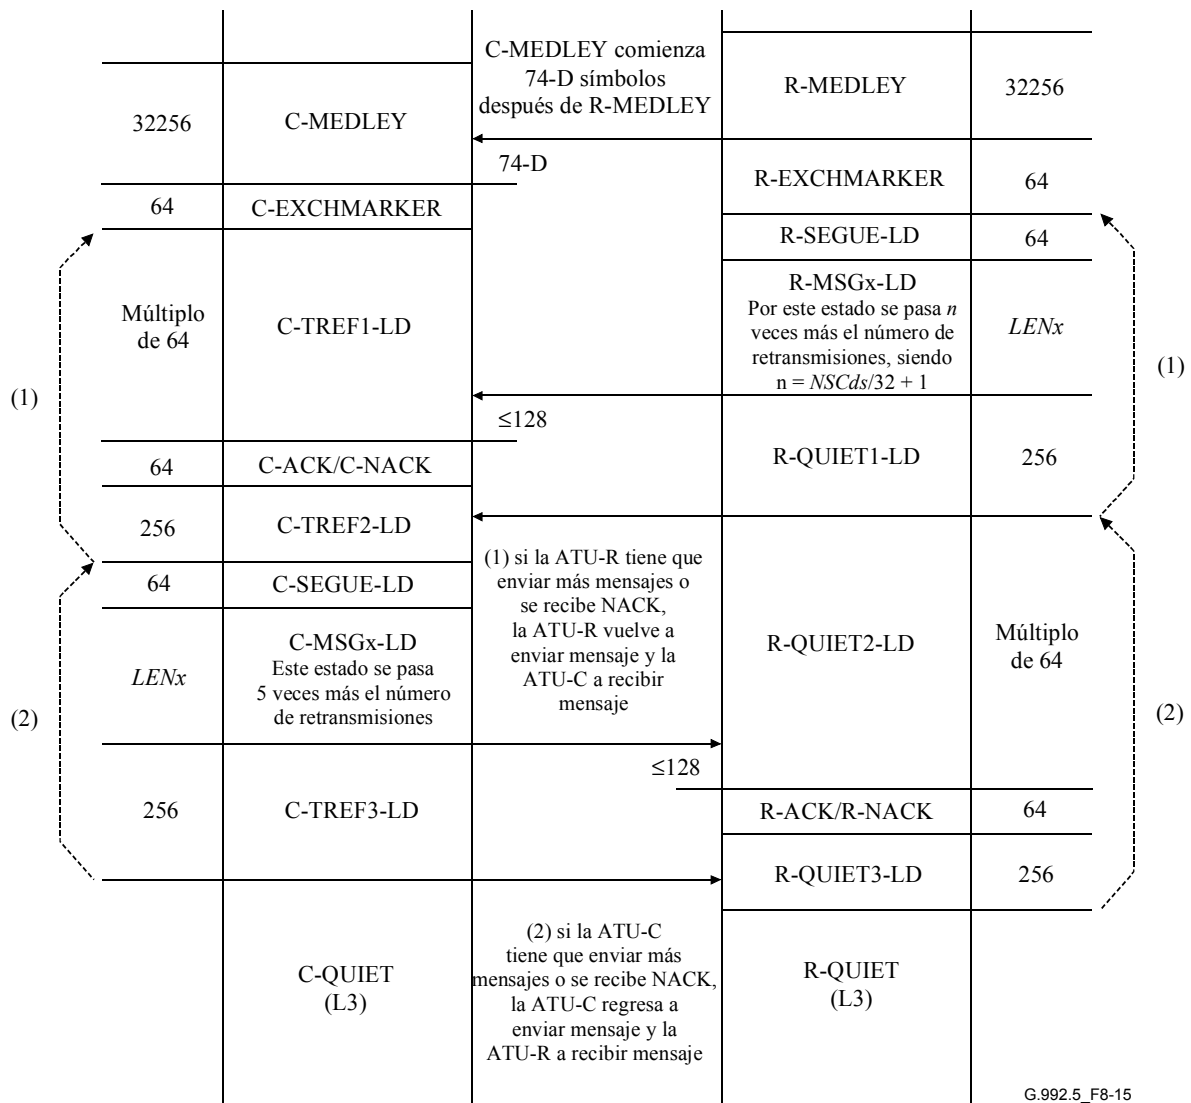 C-MEDLEY comienza
74-D símbolos
después de R-MEDLEY
R-MEDLEY
32256
32256
C-MEDLEY
74-D
R-EXCHMARKER
64
64
C-EXCHMARKER
R-SEGUE-LD
64
Múltiplo
de 64
C-TREF1-LD
R-MSGx-LD
Por este estado se pasa n
veces más el número de
retransmisiones, siendo
n = NSCds/32 + 1
LENx
(1)
(1)
≤128
64
C-ACK/C-NACK
R-QUIET1-LD
256
256
C-TREF2-LD
(1) si la ATU-R tiene que
enviar más mensajes o
se recibe NACK,
la ATU-R vuelve a
enviar mensaje y la
ATU-C a recibir
mensaje
64
C-SEGUE-LD
LENx
C-MSGx-LD
Este estado se pasa
5 veces más el número
de retransmisiones
R-QUIET2-LD
Múltiplo
de 64
(2)
(2)
≤128
256
C-TREF3-LD
R-ACK/R-NACK
64
R-QUIET3-LD
256
C-QUIET
(L3)
(2) si la ATU-C
tiene que enviar más
mensajes o se recibe NACK,
la ATU-C regresa a
enviar mensaje y la
ATU-R a recibir mensaje
R-QUIET
(L3)
G.992.5_F8-15